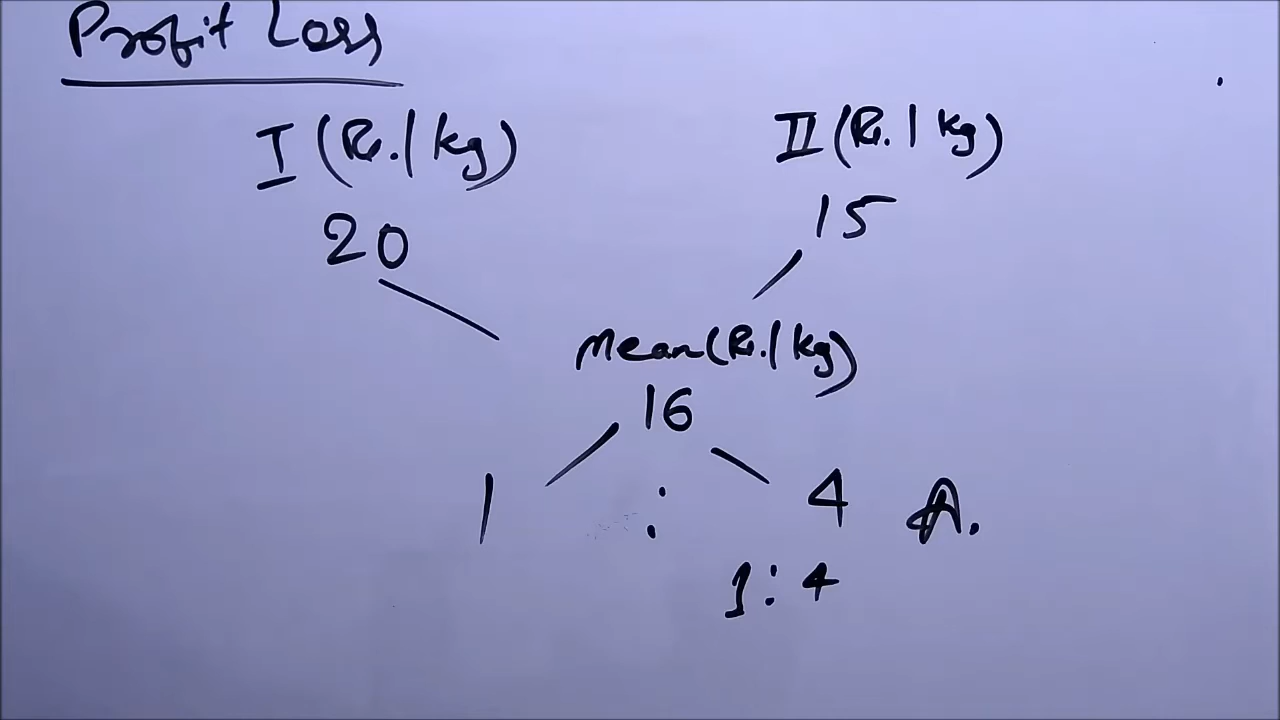 Profit Loss
I (Rs./kg) II (Rs./kg)
20 15
Mean (Rs./kg)
16
1 : 4 A.
1:4